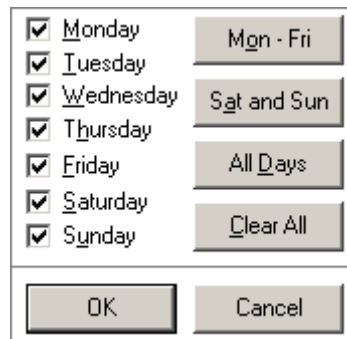 Monday
Tuesday
Wednesday
Thursday
Friday
Saturday
Sunday
Mon - Fri
Sat and Sun
All Days
Clear All
OK
Cancel